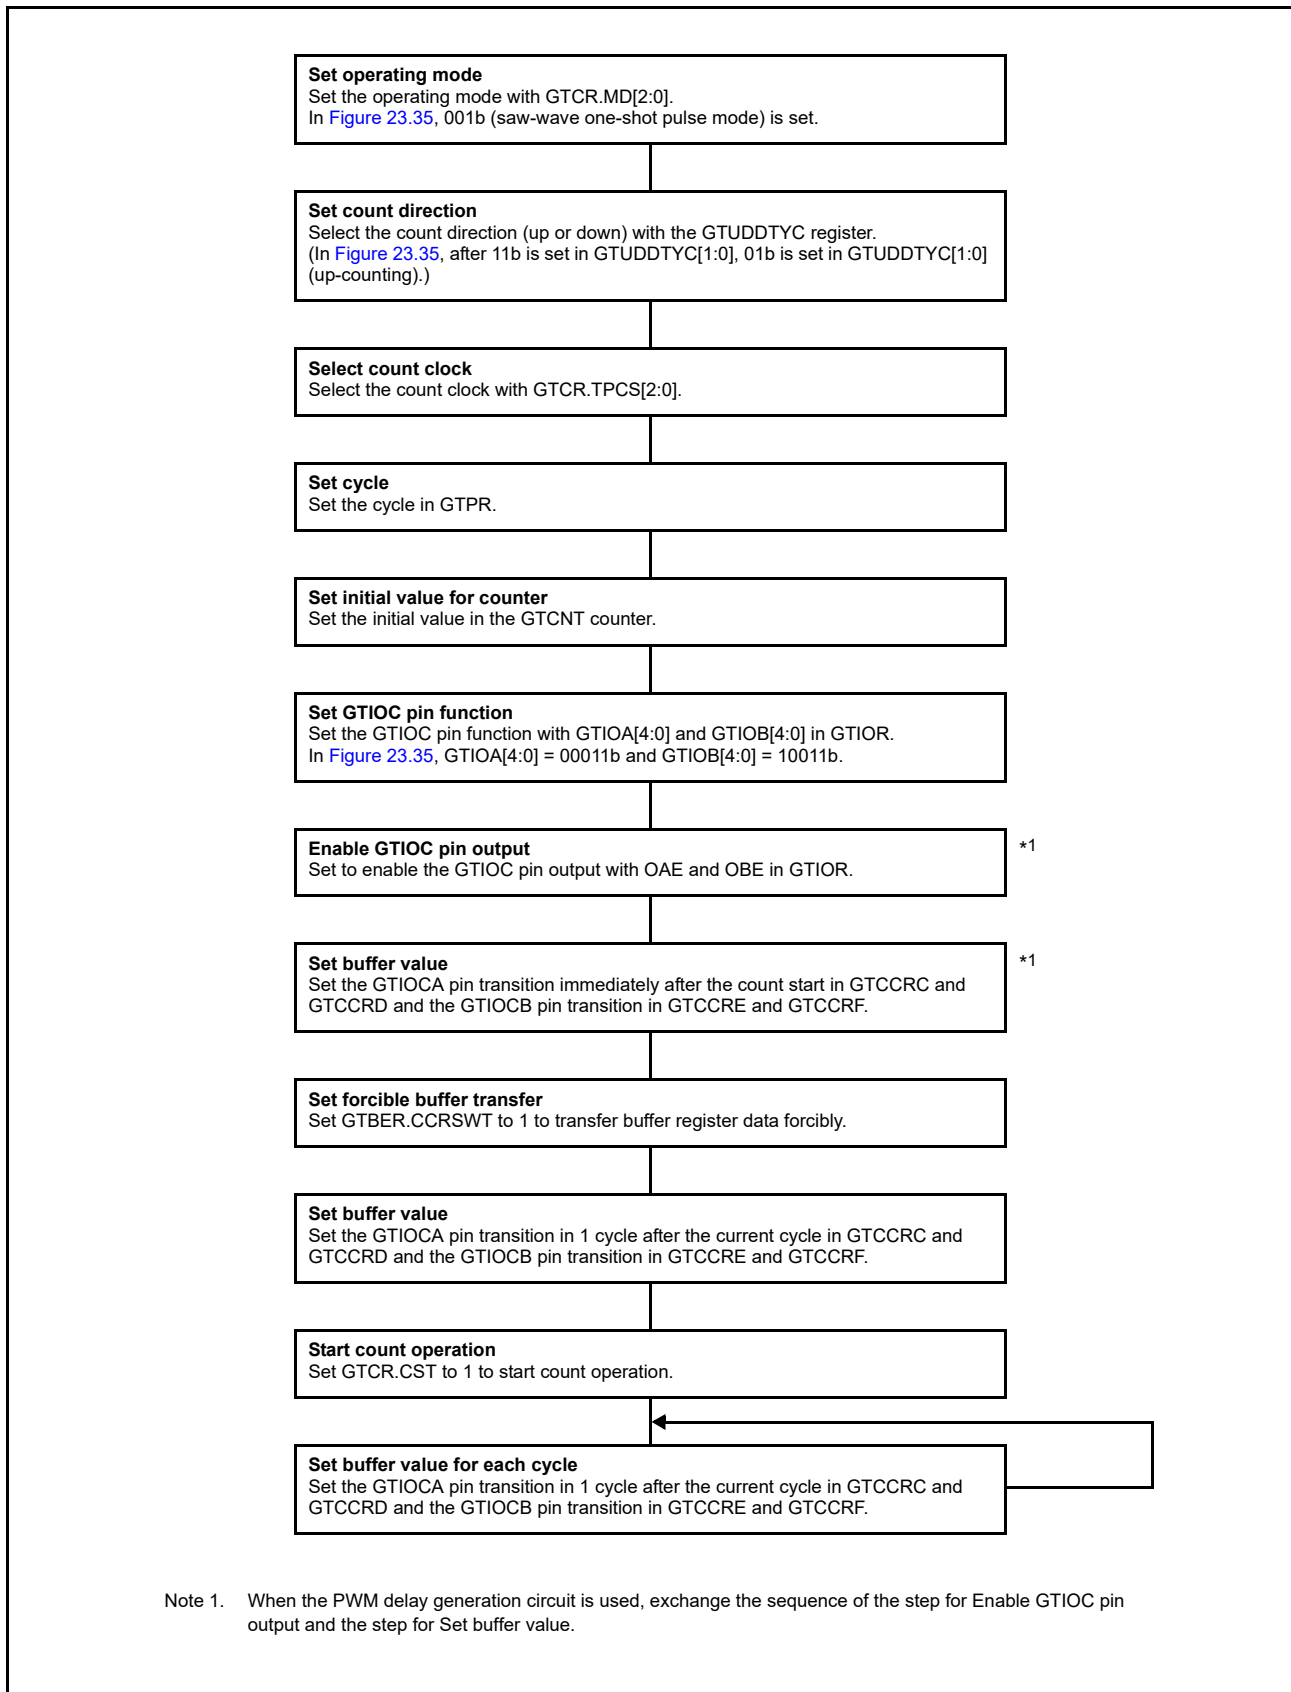 Set operating mode
Set the operating mode with GTCR.MD[2:0].
In Figure 23.35, 001b (saw-wave one-shot pulse mode) is set.
Set count direction
Select the count direction (up or down) with the GTUDDTYC register.
(In Figure 23.35, after 11b is set in GTUDDTYC[1:0], 01b is set in GTUDDTYC[1:0]
(up-counting).)
Select count clock
Select the count clock with GTCR.TPCS[2:0].
Set cycle
Set the cycle in GTPR.
Set initial value for counter
Set the initial value in the GTCNT counter.
Set GTIOC pin function
Set the GTIOC pin function with GTIOA[4:0] and GTIOB[4:0] in GTIOR.
In Figure 23.35, GTIOA[4:0] = 00011b and GTIOB[4:0] = 10011b.
Enable GTIOC pin output *1
Set to enable the GTIOC pin output with OAE and OBE in GTIOR.
Set buffer value *1
Set the GTIOCA pin transition immediately after the count start in GTCCRC and
GTCCRD and the GTIOCB pin transition in GTCCRE and GTCCRF.
Set forcible buffer transfer
Set GTBER.CCRSWT to 1 to transfer buffer register data forcibly.
Set buffer value
Set the GTIOCA pin transition in 1 cycle after the current cycle in GTCCRC and
GTCCRD and the GTIOCB pin transition in GTCCRE and GTCCRF.
Start count operation
Set GTCR.CST to 1 to start count operation.
Set buffer value for each cycle
Set the GTIOCA pin transition in 1 cycle after the current cycle in GTCCRC and
GTCCRD and the GTIOCB pin transition in GTCCRE and GTCCRF.
Note 1. When the PWM delay generation circuit is used, exchange the sequence of the step for Enable GTIOC pin
output and the step for Set buffer value.